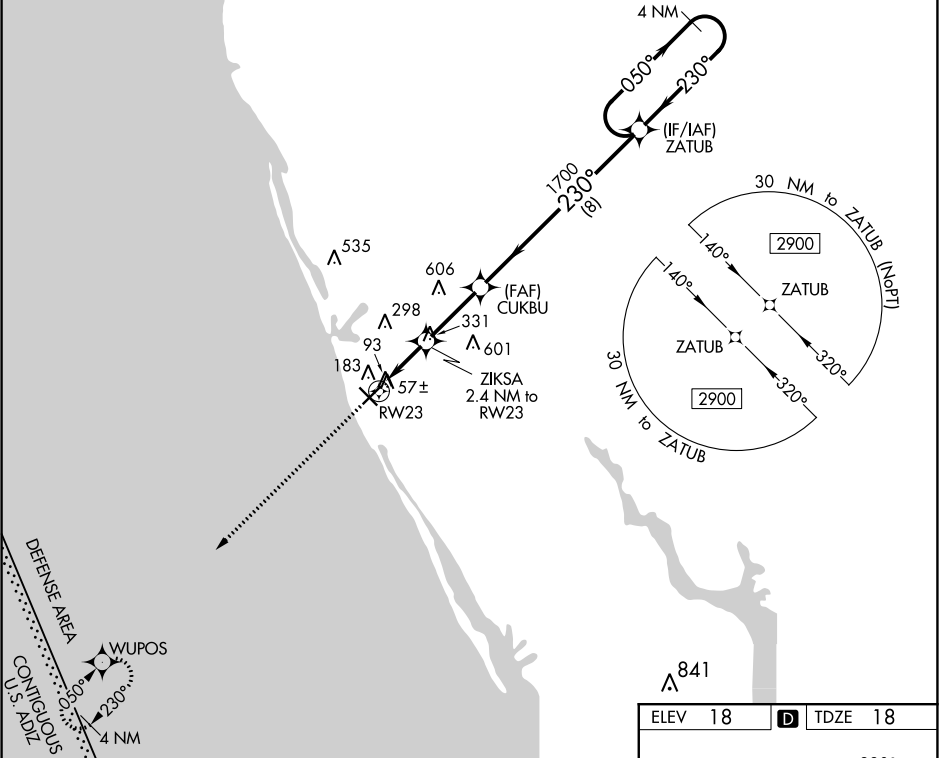 4 NM
050°
230°
(IF/IAF)
ZATUB
1700
230°
(8)
30 NM to ZATUB (NoPT)
140°
2900
ZATUB
320°
140°
ZATUB
320°
2900
30 NM to ZATUB
535
606
(FAF)
CUKBU
298
331
93
601
183
57±
ZIKSA
2.4 NM to
RW23
RW23
DEFENSE AREA
CONTIGUOUS
U.S. ADIZ
WUPOS
050°
230°
4 NM
841
ELEV 18
D
TDZE 18